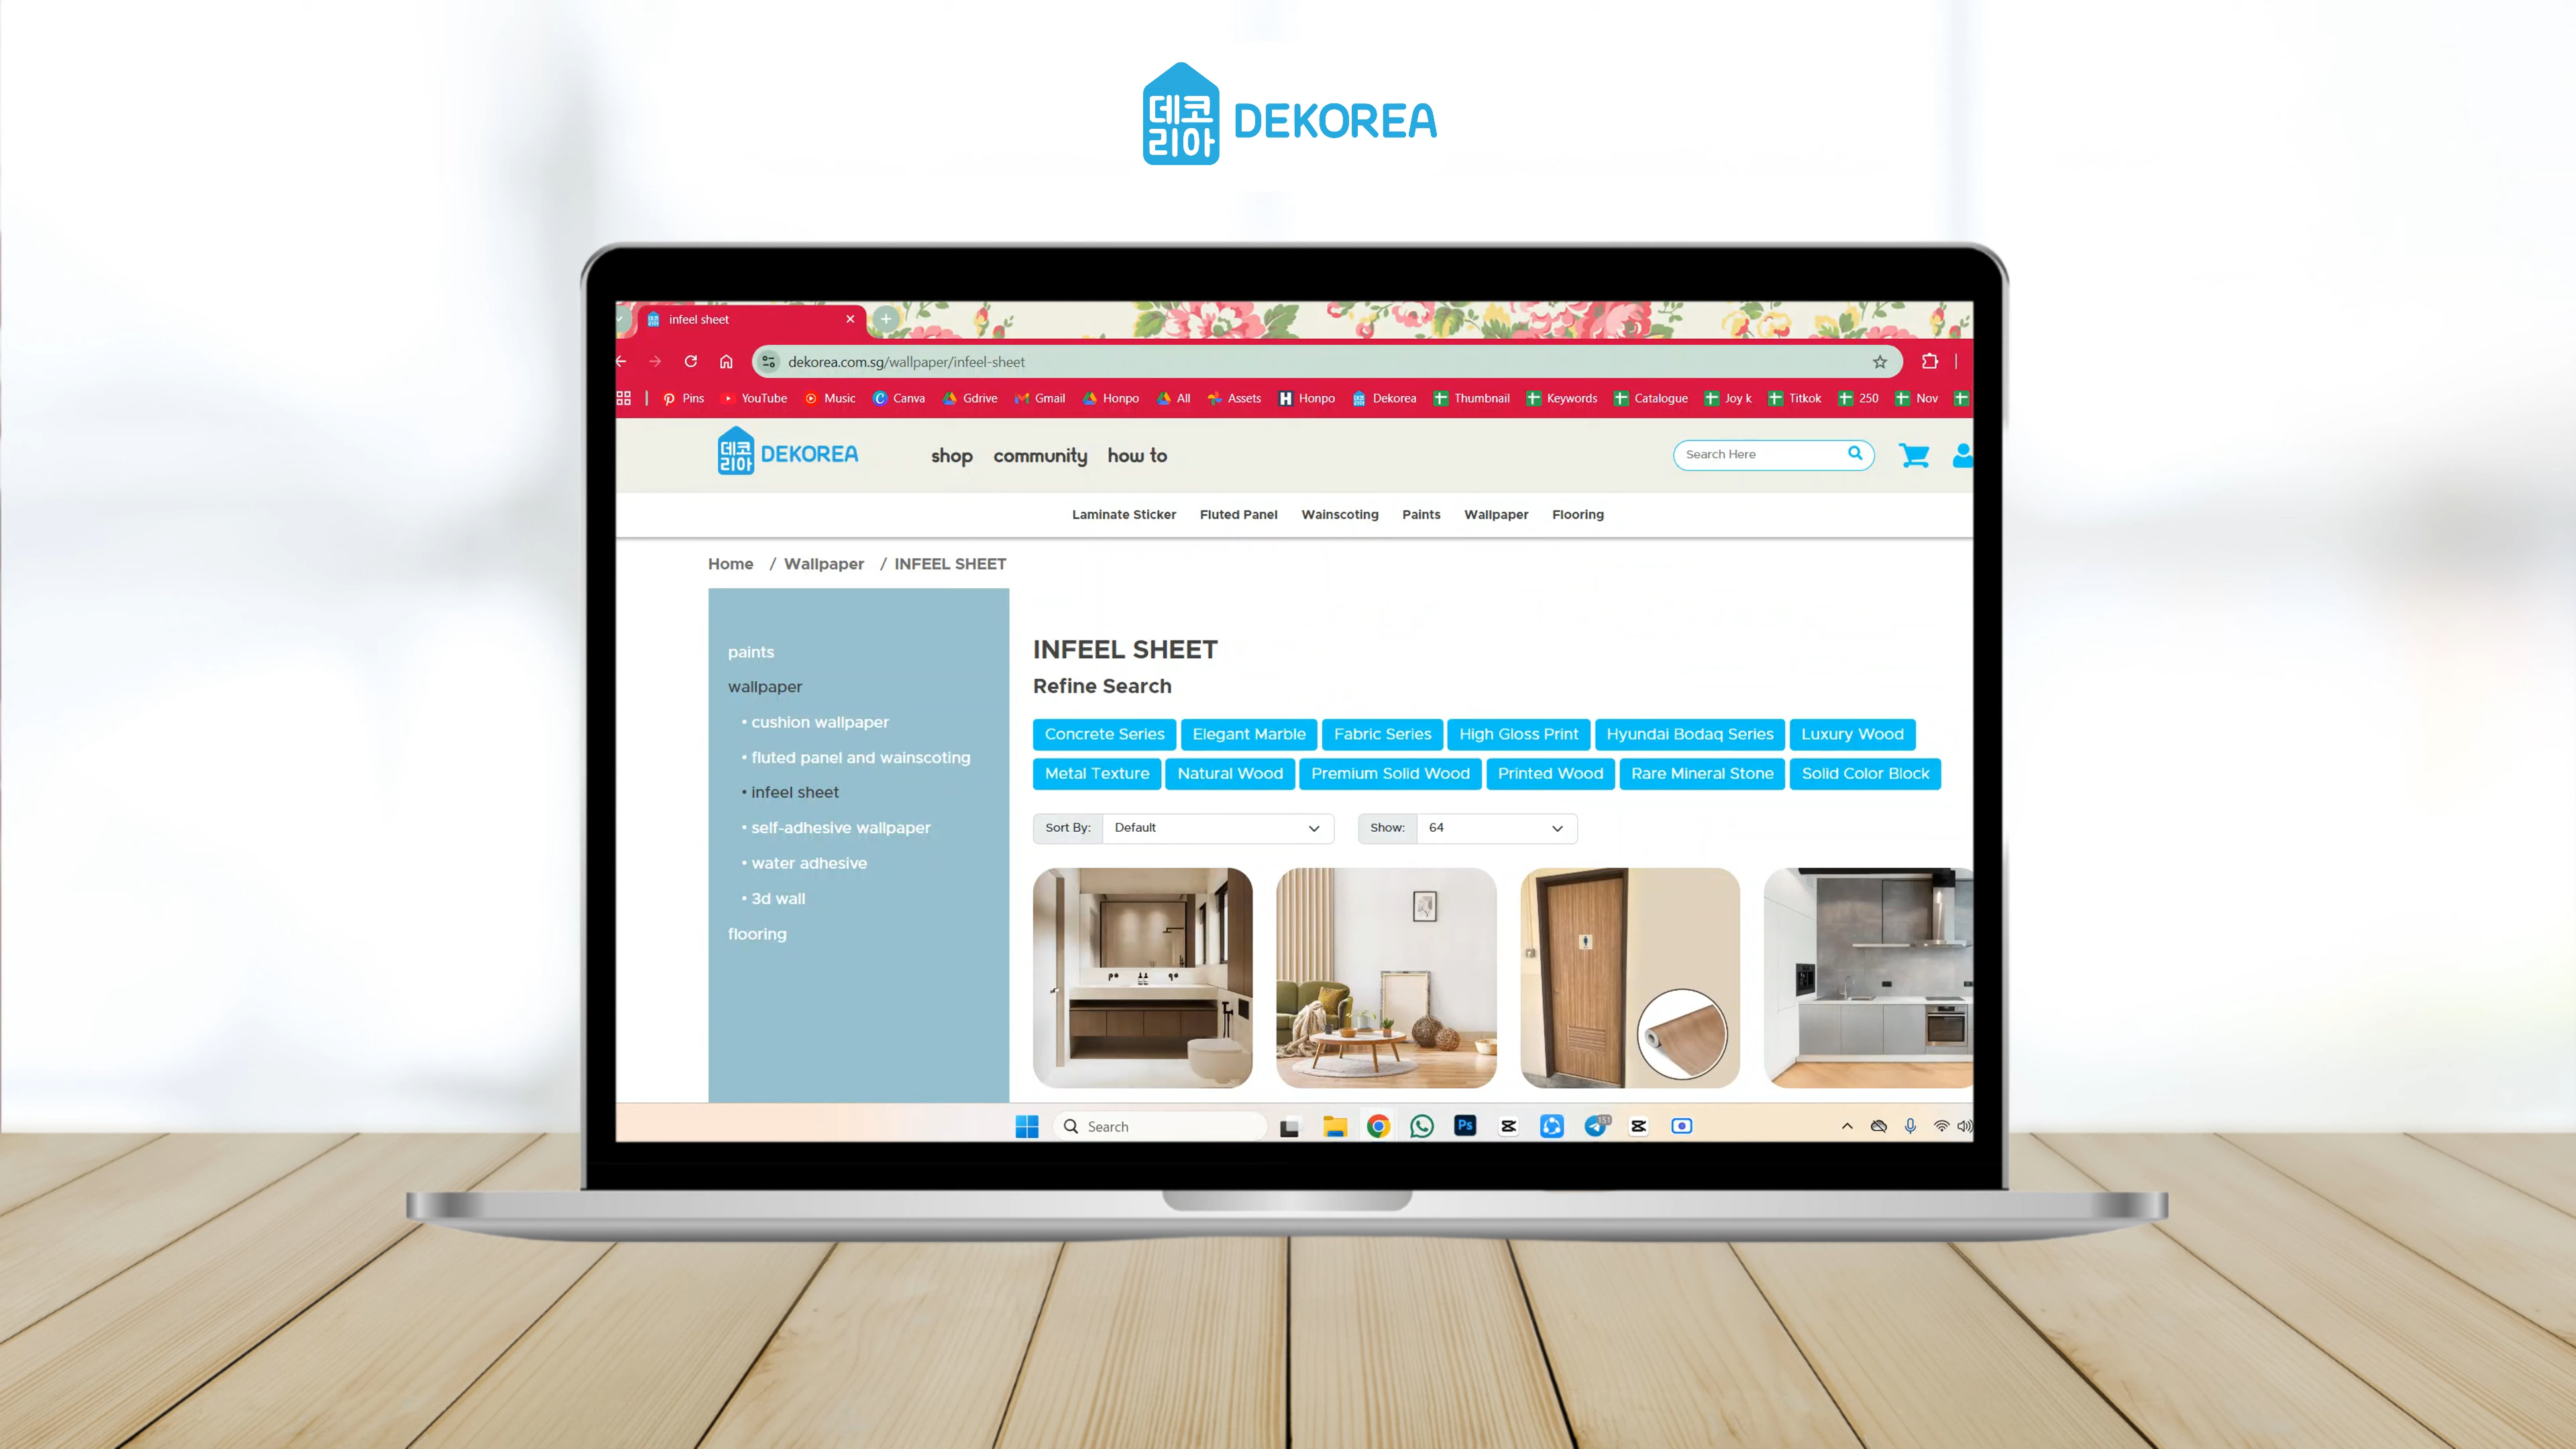 데코
리아
DEKOREA
infeel sheet
dekorea.com.sg/wallpaper/infeel-sheet
Pins YouTube Music Canva Gdrive Gmail Honpo All Assets Honpo Dekorea Thumbnail Keywords Catalogue Joy k Titkok 250 Nov
데코
리아
DEKOREA
shop community how to
Search Here
Laminate Sticker Fluted Panel Wainscoting Paints Wallpaper Flooring
Home / Wallpaper / INFEEL SHEET
paints
wallpaper
• cushion wallpaper
• fluted panel and wainscoting
• infeel sheet
• self-adhesive wallpaper
• water adhesive
• 3d wall
flooring
INFEEL SHEET
Refine Search
Concrete Series Elegant Marble Fabric Series High Gloss Print Hyundai Bodaq Series Luxury Wood
Metal Texture Natural Wood Premium Solid Wood Printed Wood Rare Mineral Stone Solid Color Block
Sort By: Default Show: 64
Search
Ps
151